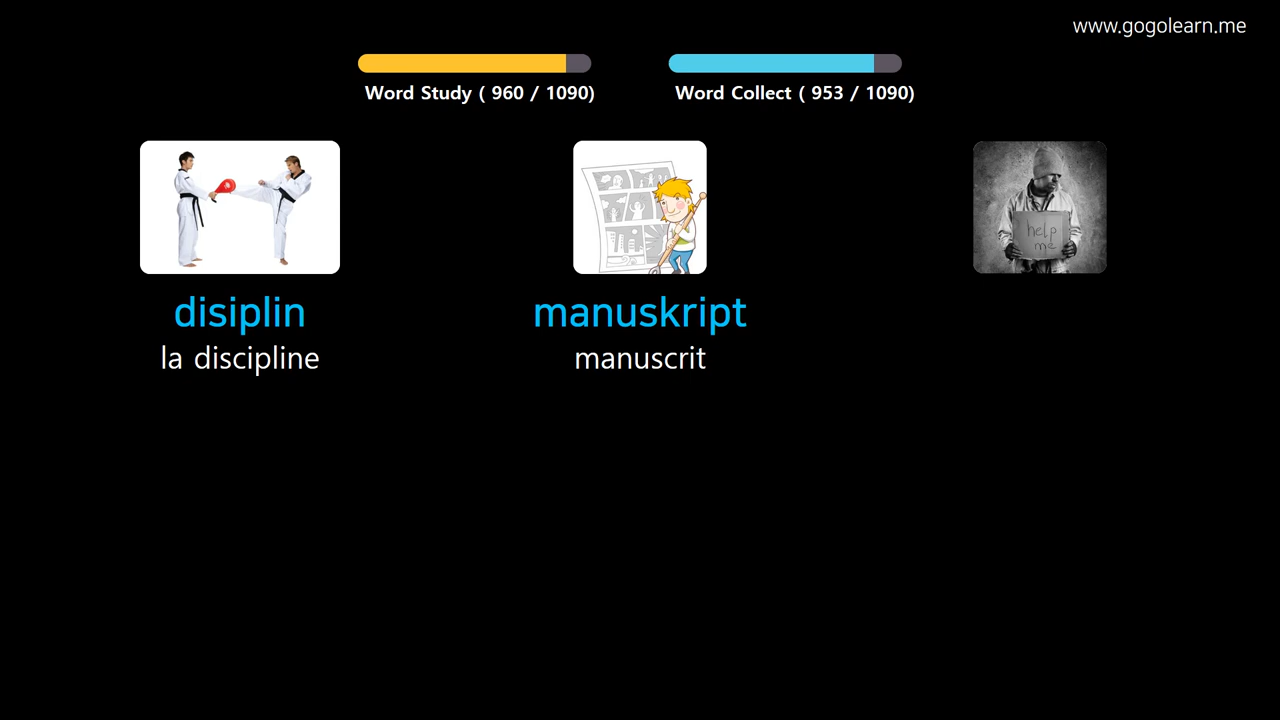 www.gogolearn.me
Word Study ( 960 / 1090)
Word Collect ( 953 / 1090)
help
me
disiplin
manuskript
la discipline
manuscrit